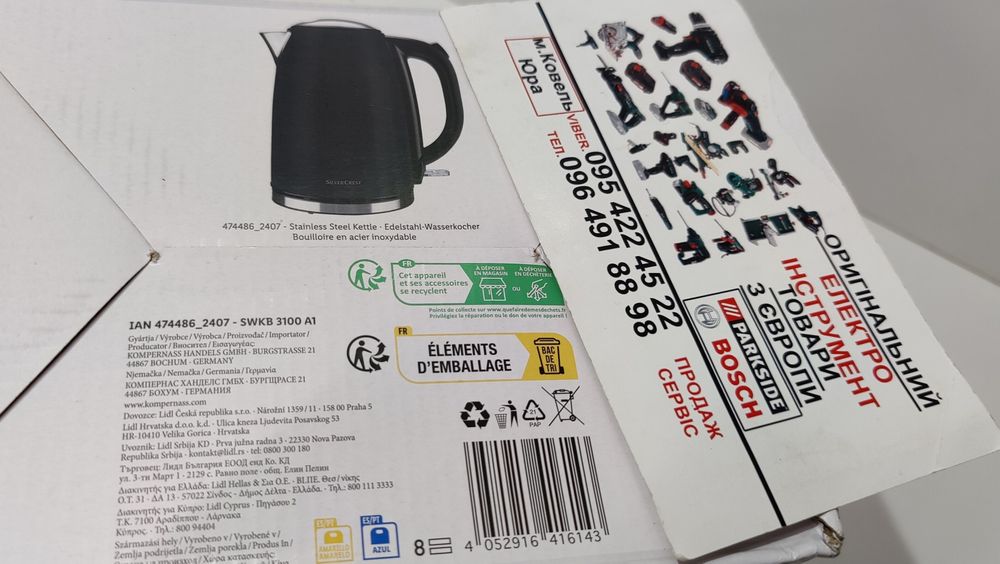 SILVERCREST
474486_2407 - Stainless Steel Kettle · Edelstahl-Wasserkocher
Bouilloire en acier inoxydable
FR
Cet appareil
et ses accessoires
se recyclent
À DÉPOSER
EN MAGASIN
OU
À DÉPOSER
EN DÉCHÈTERIE
Points de collecte sur www.quefairedemesdechets.fr
Privilégiez la réparation ou le don de votre appareil !
IAN 474486_2407 - SWKB 3100 A1
Gyártja / Výrobce / Výrobca / Proizvođač / Importator /
Producator / Вносител / Εισαγωγέας
KOMPERNASS HANDELS GMBH · BURGSTRASSE 21
44867 BOCHUM · GERMANY
Njemačka / Nemačka / Germania / Германия
КОМПЕРНАС ХАНДЕЛС ГМБХ · БУРГЩРАСЕ 21
44867 БОХУМ · ГЕРМАНИЯ
www.kompernass.com
Dovozce: Lidl Česká republika s.r.o. · Nárožní 1359 / 11 · 158 00 Praha 5
Lidl Hrvatska d.o.o. k.d. · Ulica kneza Ljudevita Posavskog 53
HR-10410 Velika Gorica · Hrvatska
Uvoznik: Lidl Srbija KD · Prva južna radna 3 · 22330 Nova Pazova
Republika Srbija · kontakt@lidl.rs · tel: 0800 300 180
Търговец: Лидл България ЕООД енд Ко. КД
ул. 3-ти Март 1 · 2129 с. Равно поле · общ. Елин Пелин
Διακινητής για Ελλάδα: Lidl Hellas & Σια Ο.Ε. · ΒΙ.ΠΕ. Θεσ / νίκης
Ο.Τ. 31 · ΔΑ 13 · 57022 Σίνδος · Δήμος Δέλτα · Ελλάδα. · Τηλ.: 800 111 3333
Διακινητής για Κύπρο: Lidl Cyprus · Πηγάσου 2
Τ.Κ. 7100 Αραδίππου · Λάρνακα
Κύπρος. · Τηλ.: 800 94404
Származási hely / Vyrobeno v / Vyrobené v /
Zemlja podrijetla / Zemlja porekla / Produs în /
FR
ÉLÉMENTS
D'EMBALLAGE
BAC
DE
TRI
21
PAP
ES/PT
AMARILLO
AMARELO
ES/PT
AZUL
8
4 052916 416143
м.Ковель
Юра
VIBER. 095 422 45 22
ТЕЛ. 096 491 88 98
ОРИГІНАЛЬНИЙ
ЕЛЕКТРО
ІНСТРУМЕНТ
ТОВАРИ
З ЄВРОПИ
PARKSIDE
BOSCH
ПРОДАЖ
СЕРВІС